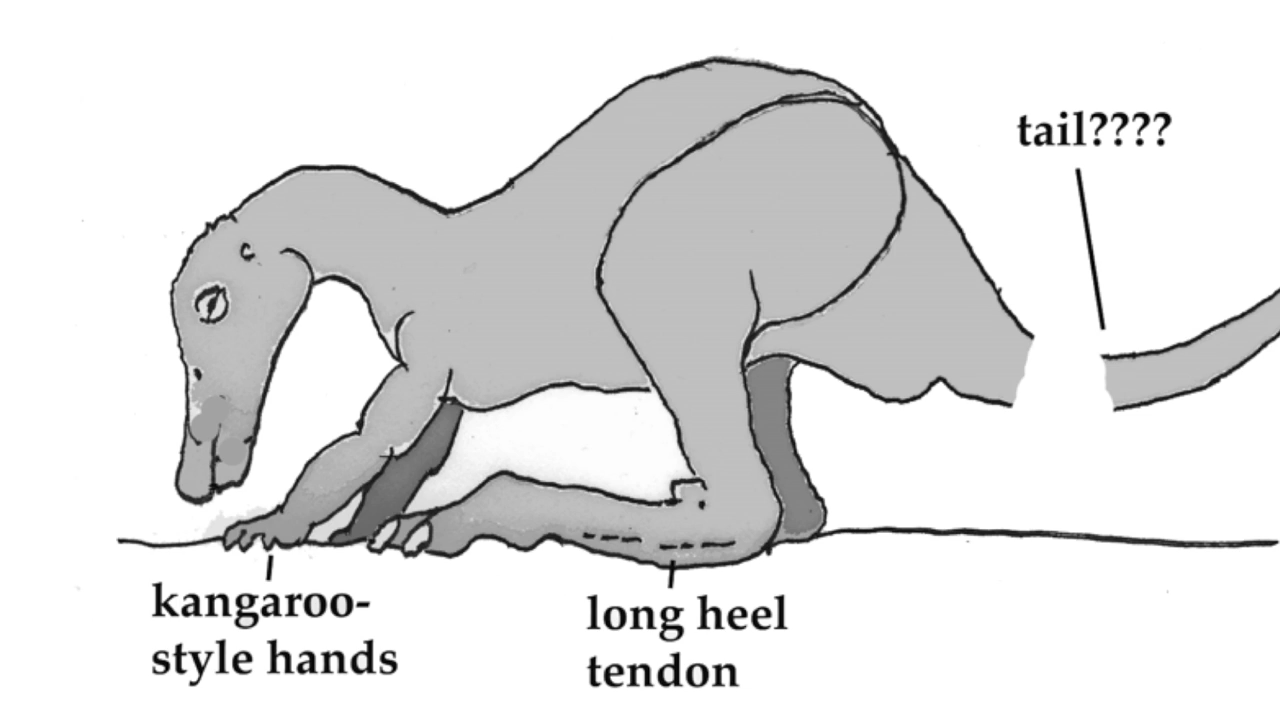 tail????
kangaroo-
style hands
long heel
tendon